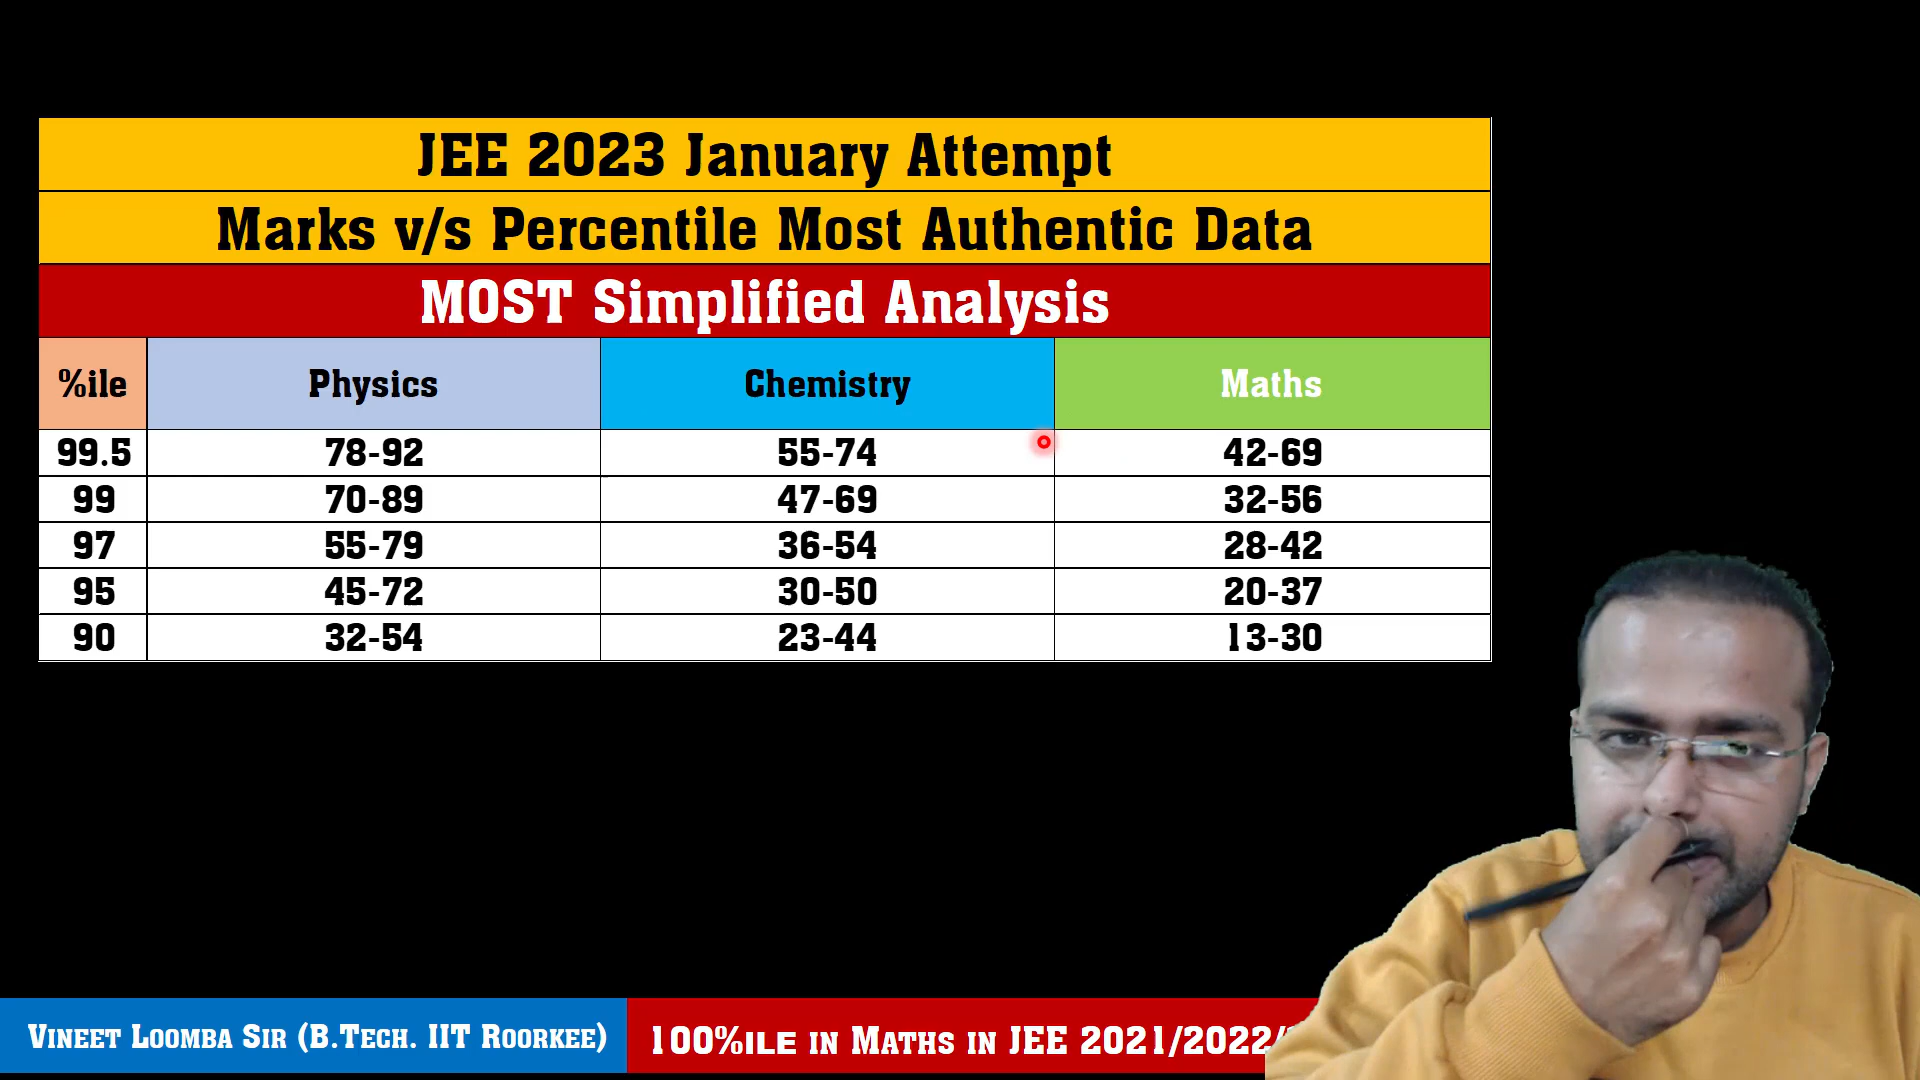 JEE 2023 January Attempt
Marks v/s Percentile Most Authentic Data
MOST Simplified Analysis
%ile Physics Chemistry Maths
99.5 78-92 55-74 42-69
99 70-89 47-69 32-56
97 55-79 36-54 28-42
95 45-72 30-50 20-37
90 32-54 23-44 13-30
VINEET LOOMBA SIR (B.TECH. IIT ROORKEE)
100%ILE IN MATHS IN JEE 2021/2022/